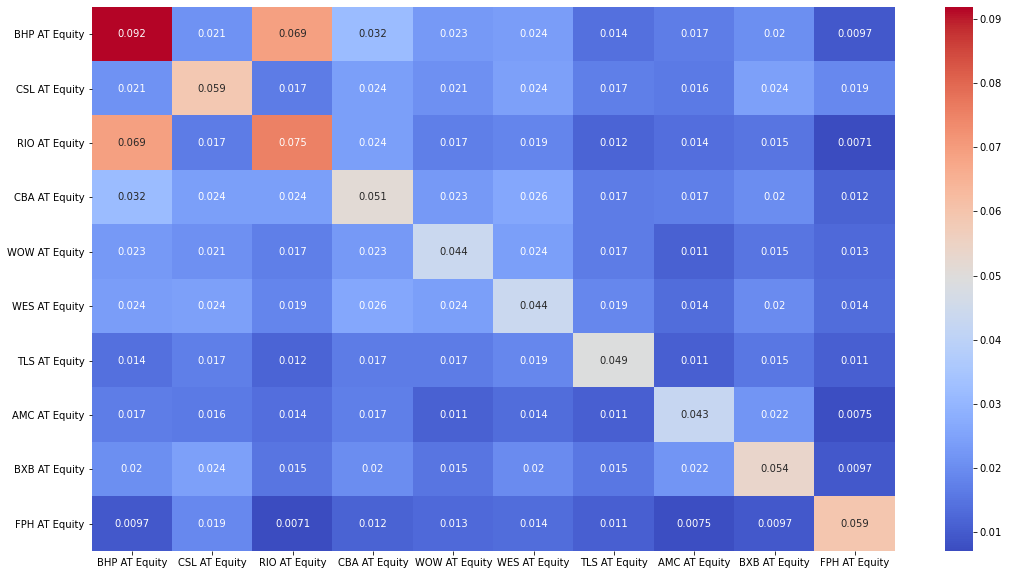 BHP AT Equity 0.092 0.021 0.069 0.032 0.023 0.024 0.014 0.017 0.02 0.0097
CSL AT Equity 0.021 0.059 0.017 0.024 0.021 0.024 0.017 0.016 0.024 0.019
RIO AT Equity 0.069 0.017 0.075 0.024 0.017 0.019 0.012 0.014 0.015 0.0071
CBA AT Equity 0.032 0.024 0.024 0.051 0.023 0.026 0.017 0.017 0.02 0.012
WOW AT Equity 0.023 0.021 0.017 0.023 0.044 0.024 0.017 0.011 0.015 0.013
WES AT Equity 0.024 0.024 0.019 0.026 0.024 0.044 0.019 0.014 0.02 0.014
TLS AT Equity 0.014 0.017 0.012 0.017 0.017 0.019 0.049 0.011 0.015 0.011
AMC AT Equity 0.017 0.016 0.014 0.017 0.011 0.014 0.011 0.043 0.022 0.0075
BXB AT Equity 0.02 0.024 0.015 0.02 0.015 0.02 0.015 0.022 0.054 0.0097
FPH AT Equity 0.0097 0.019 0.0071 0.012 0.013 0.014 0.011 0.0075 0.0097 0.059
BHP AT Equity CSL AT Equity RIO AT Equity CBA AT Equity WOW AT Equity WES AT Equity TLS AT Equity AMC AT Equity BXB AT Equity FPH AT Equity
0.09
0.08
0.07
0.06
0.05
0.04
0.03
0.02
0.01